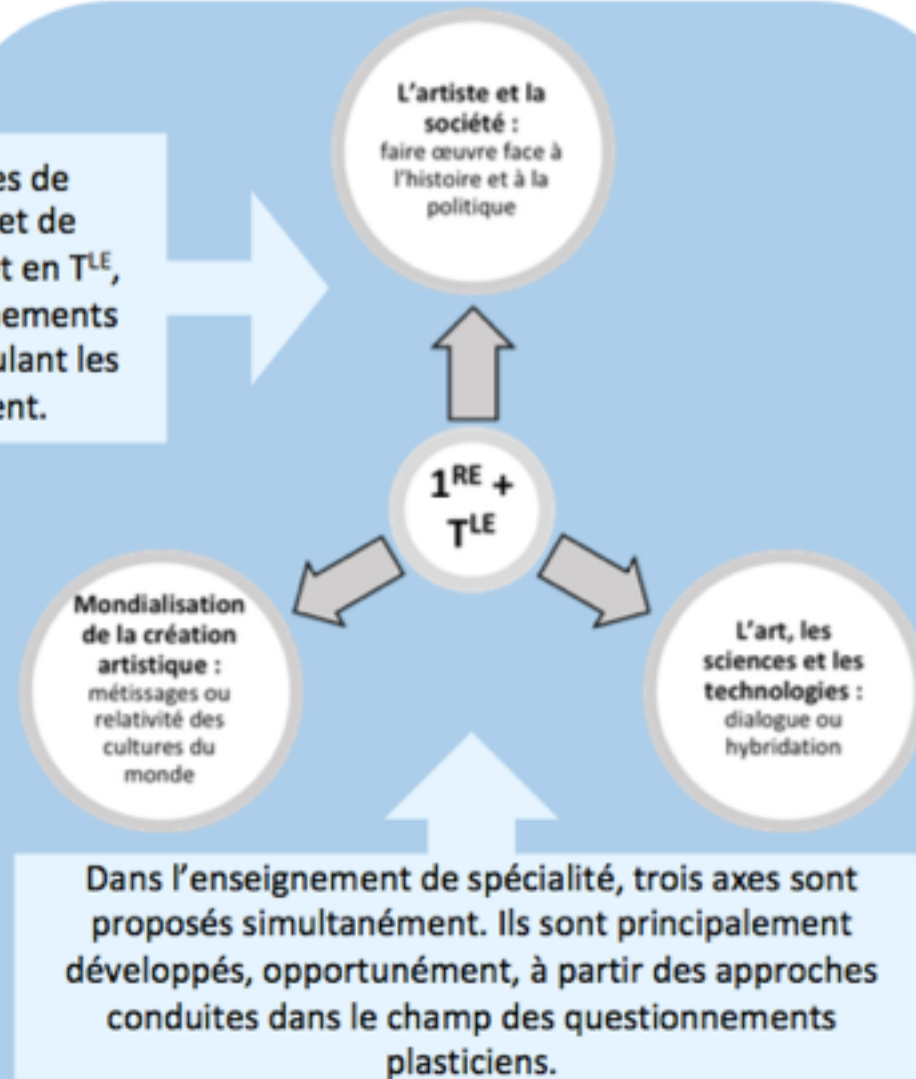 L'artiste et la
société :
faire œuvre face à
l'histoire et à la
politique
es de
et de
t en TLE,
ements
ulant les
ent.
1RE +
TLE
Mondialisation
de la création
artistique :
métissages ou
relativité des
cultures du
monde
L'art, les
sciences et les
technologies :
dialogue ou
hybridation
Dans l'enseignement de spécialité, trois axes sont
proposés simultanément. Ils sont principalement
développés, opportunément, à partir des approches
conduites dans le champ des questionnements
plasticiens.